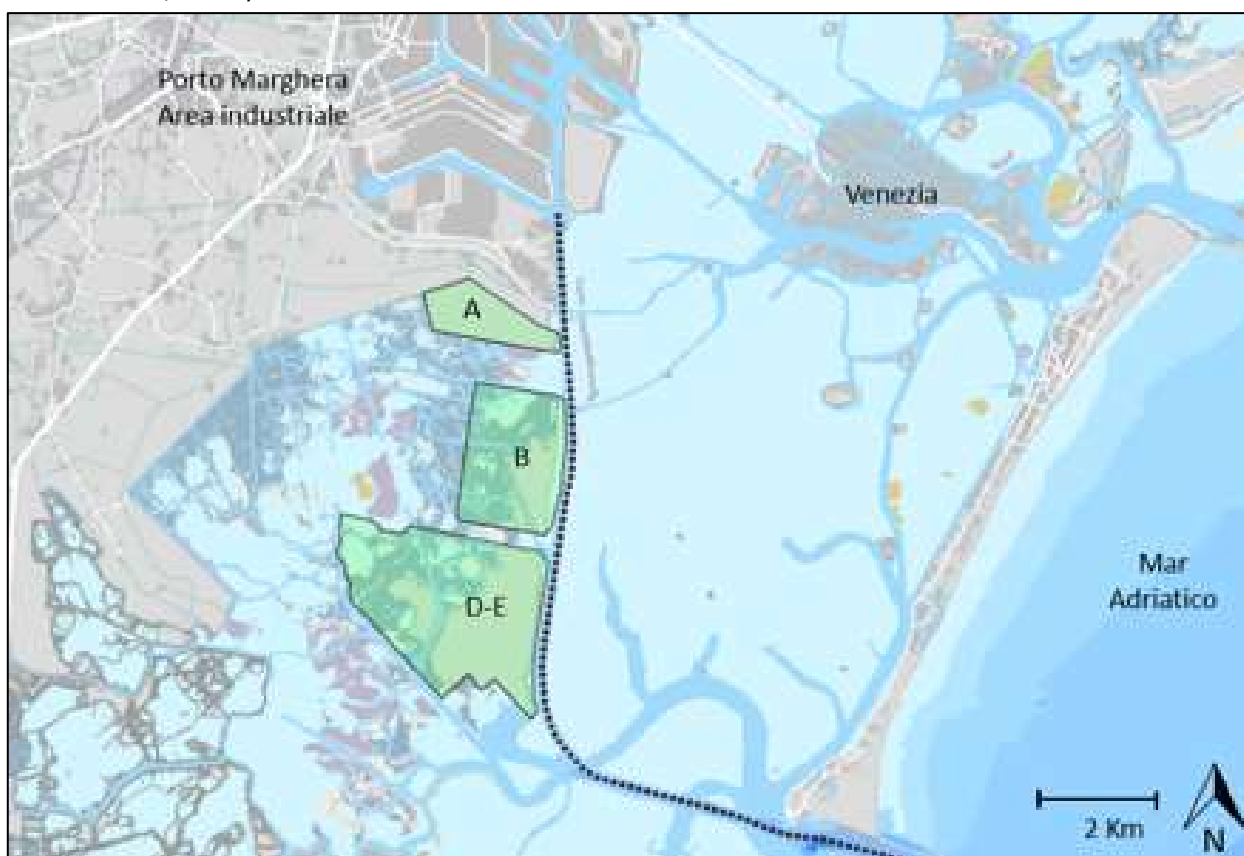 Porto Marghera
Area industriale
Venezia
A
B
D-E
Mar
Adriatico
2 Km
N